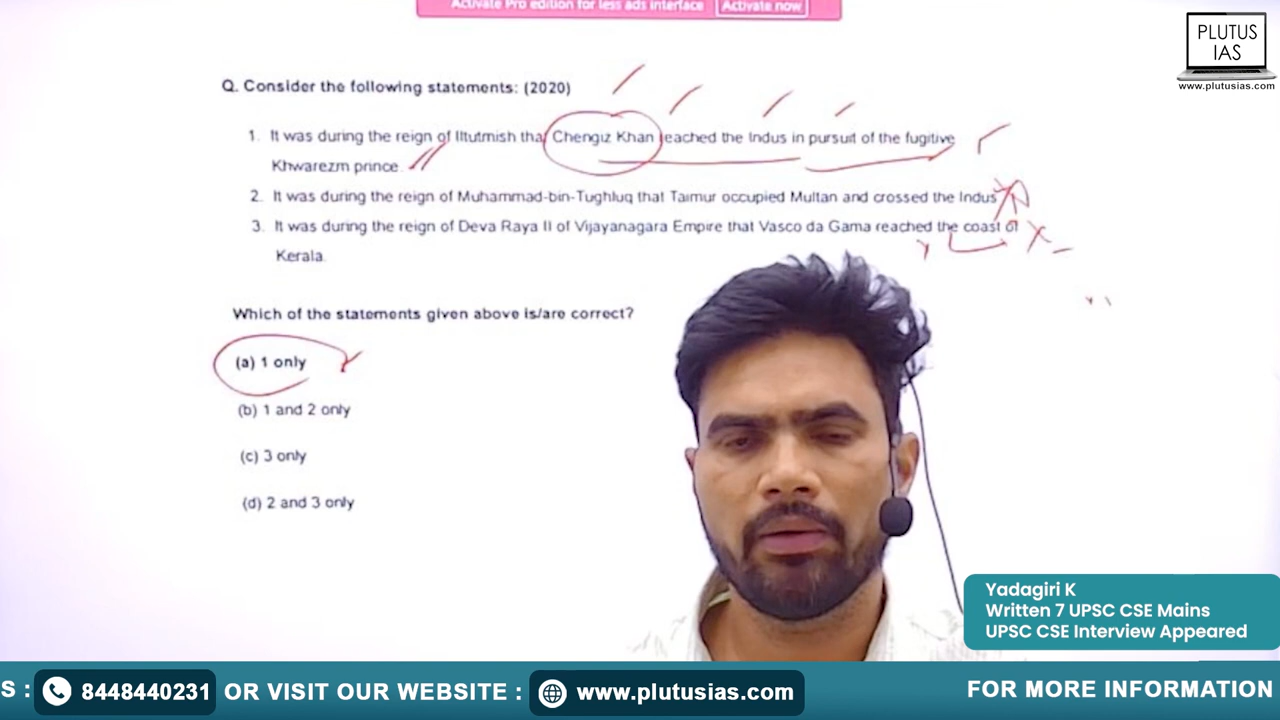 Activate Pro edition for less ads interface Activate now
PLUTUS
IAS
www.plutusias.com
Q. Consider the following statements: (2020)
1. It was during the reign of Iltutmish that Chengiz Khan reached the Indus in pursuit of the fugitive
Khwarezm prince.
2. It was during the reign of Muhammad-bin-Tughluq that Taimur occupied Multan and crossed the Indus
3. It was during the reign of Deva Raya II of Vijayanagara Empire that Vasco da Gama reached the coast of
Kerala.
Which of the statements given above is/are correct?
(a) 1 only
(b) 1 and 2 only
(c) 3 only
(d) 2 and 3 only
Yadagiri K
Written 7 UPSC CSE Mains
UPSC CSE Interview Appeared
S : 8448440231 OR VISIT OUR WEBSITE : www.plutusias.com FOR MORE INFORMATION